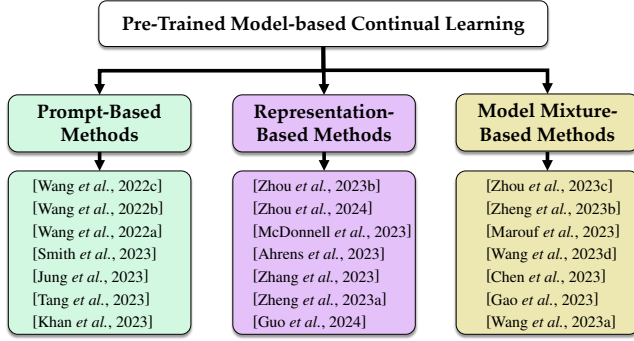 Pre-Trained Model-based Continual Learning
Prompt-Based
Methods
[Wang et al., 2022c]
[Wang et al., 2022b]
[Wang et al., 2022a]
[Smith et al., 2023]
[Jung et al., 2023]
[Tang et al., 2023]
[Khan et al., 2023]
Representation-
Based Methods
[Zhou et al., 2023b]
[Zhou et al., 2024]
[McDonnell et al., 2023]
[Ahrens et al., 2023]
[Zhang et al., 2023]
[Zheng et al., 2023a]
[Guo et al., 2024]
Model Mixture-
Based Methods
[Zhou et al., 2023c]
[Zheng et al., 2023b]
[Marouf et al., 2023]
[Wang et al., 2023d]
[Chen et al., 2023]
[Gao et al., 2023]
[Wang et al., 2023a]